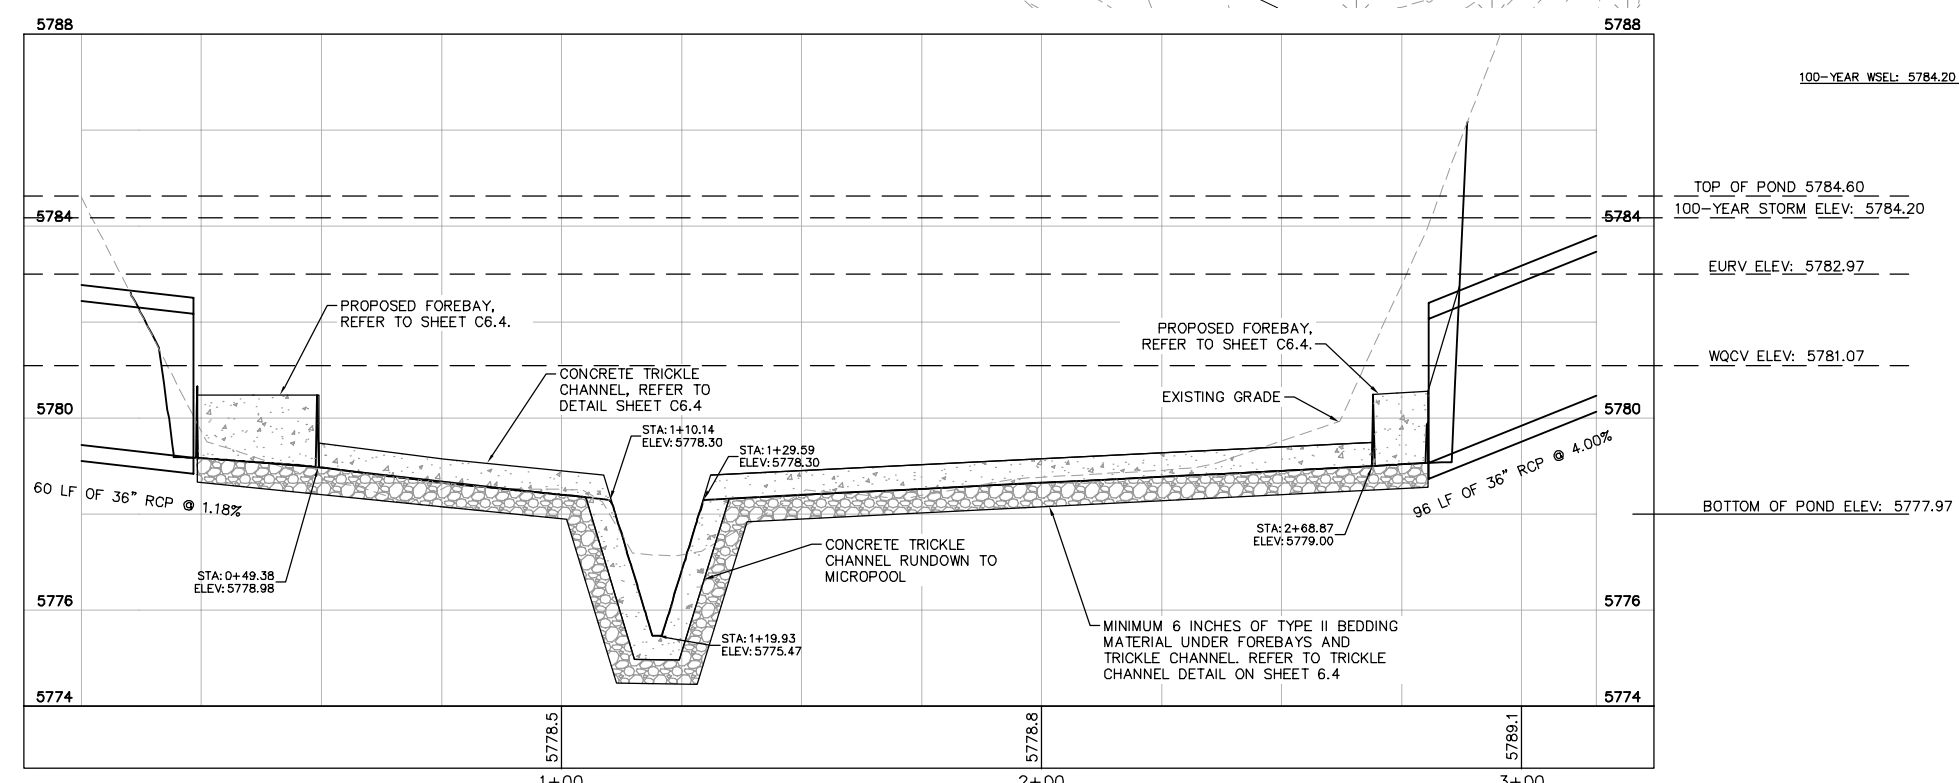 5788
5788
100-YEAR WSEL: 5784.20
TOP OF POND 5784.60
5784
5784
100-YEAR STORM ELEV: 5784.20
EURV ELEV: 5782.97
PROPOSED FOREBAY,
REFER TO SHEET C6.4.
PROPOSED FOREBAY,
REFER TO SHEET C6.4.
WQCV ELEV: 5781.07
CONCRETE TRICKLE
CHANNEL, REFER TO
DETAIL SHEET C6.4
EXISTING GRADE
5780
5780
STA: 1+10.14
ELEV: 5778.30
STA: 1+29.59
ELEV: 5778.30
60 LF OF 36" RCP @ 1.18%
96 LF OF 36" RCP @ 4.00%
BOTTOM OF POND ELEV: 5777.97
STA: 2+68.87
ELEV: 5779.00
CONCRETE TRICKLE
CHANNEL RUNDOWN TO
MICROPOOL
STA: 0+49.38
ELEV: 5778.98
5776
5776
MINIMUM 6 INCHES OF TYPE II BEDDING
MATERIAL UNDER FOREBAYS AND
TRICKLE CHANNEL. REFER TO TRICKLE
CHANNEL DETAIL ON SHEET 6.4
STA: 1+19.93
ELEV: 5775.47
5774
5774
5778.5
5778.8
5789.1
1+00
2+00
3+00